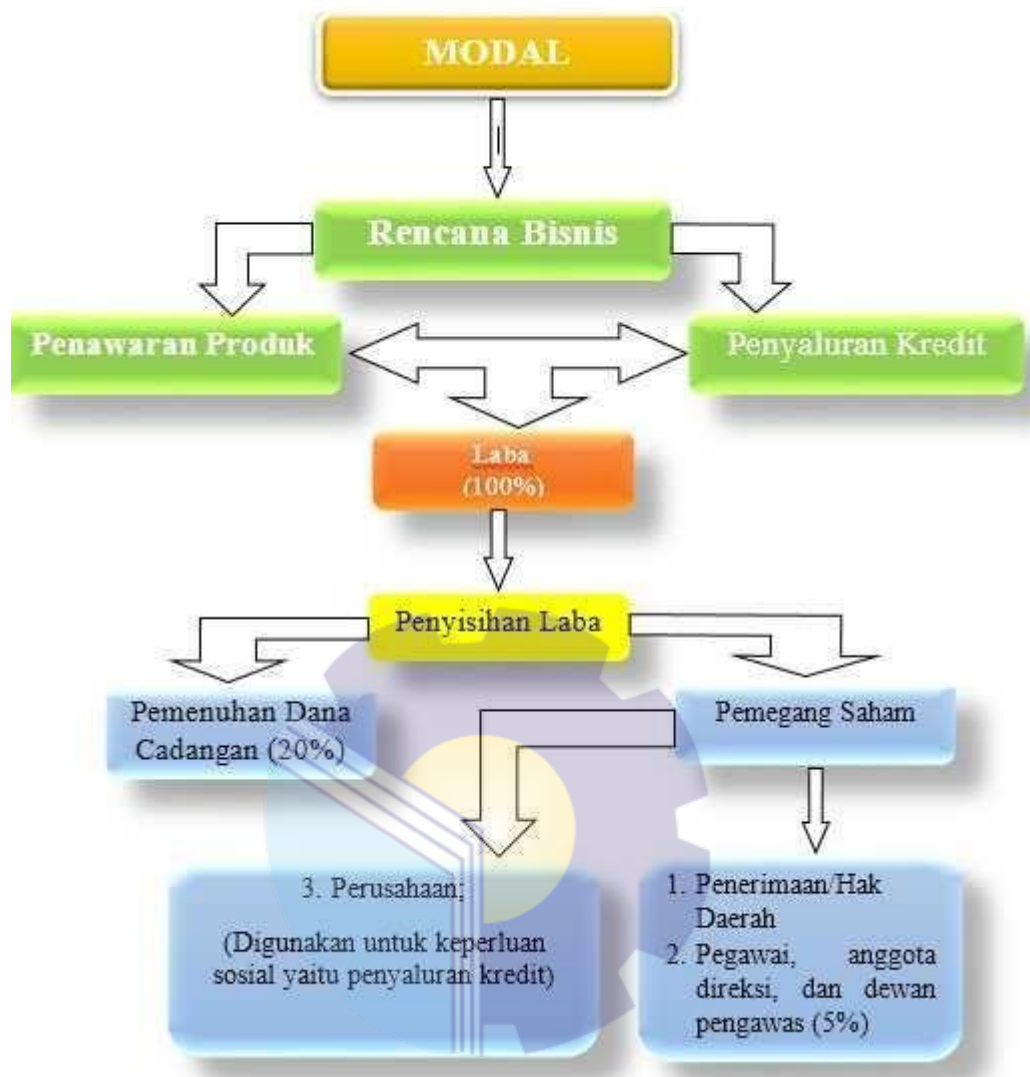 MODAL
Rencana Bisnis
Penawaran Produk
Penyaluran Kredit
Laba
(100%)
Penyisihan Laba
Pemenuhan Dana
Cadangan (20%)
Pemegang Saham
3. Perusahaan;
(Digunakan untuk keperluan
sosial yaitu penyaluran kredit)
1. Penerimaan/Hak
Daerah
2. Pegawai, anggota
direksi, dan dewan
pengawas (5%)